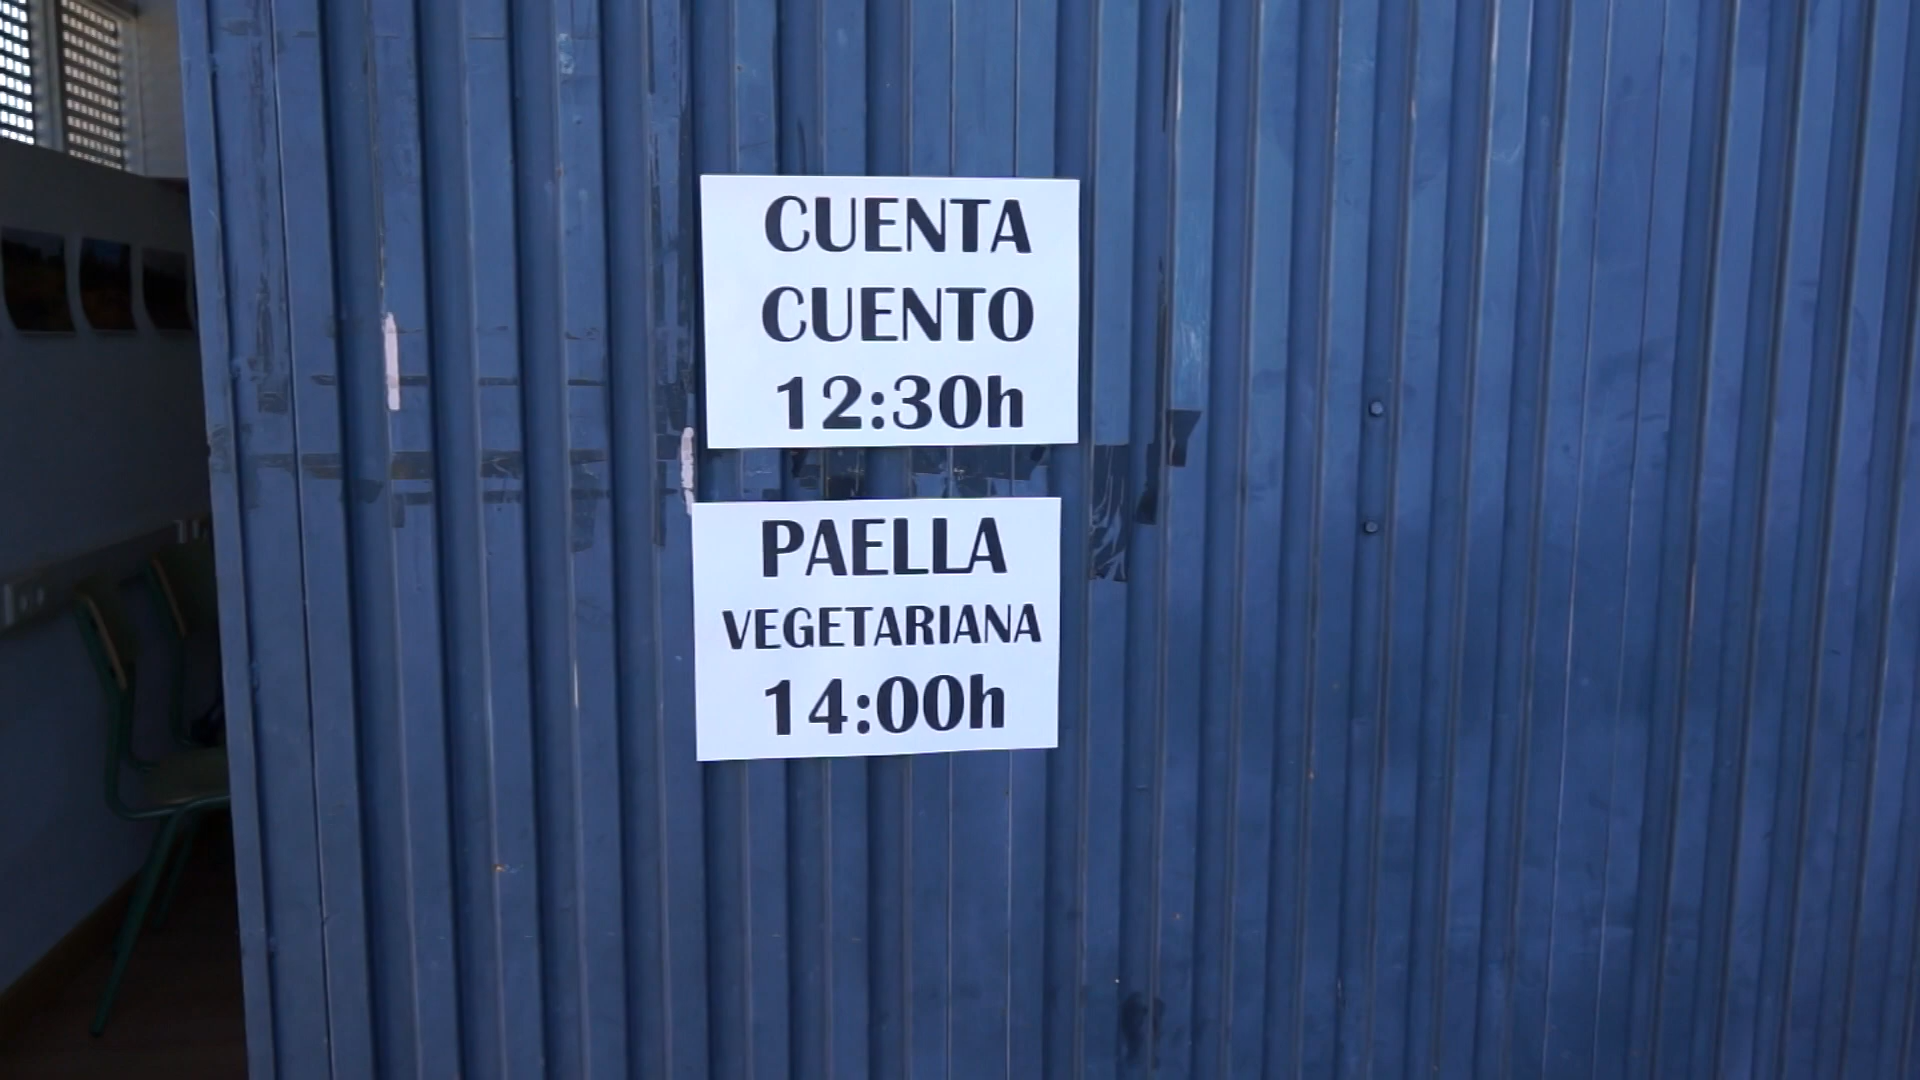 CUENTA
CUENTO
12:30h
PAELLA
VEGETARIANA
14:00h